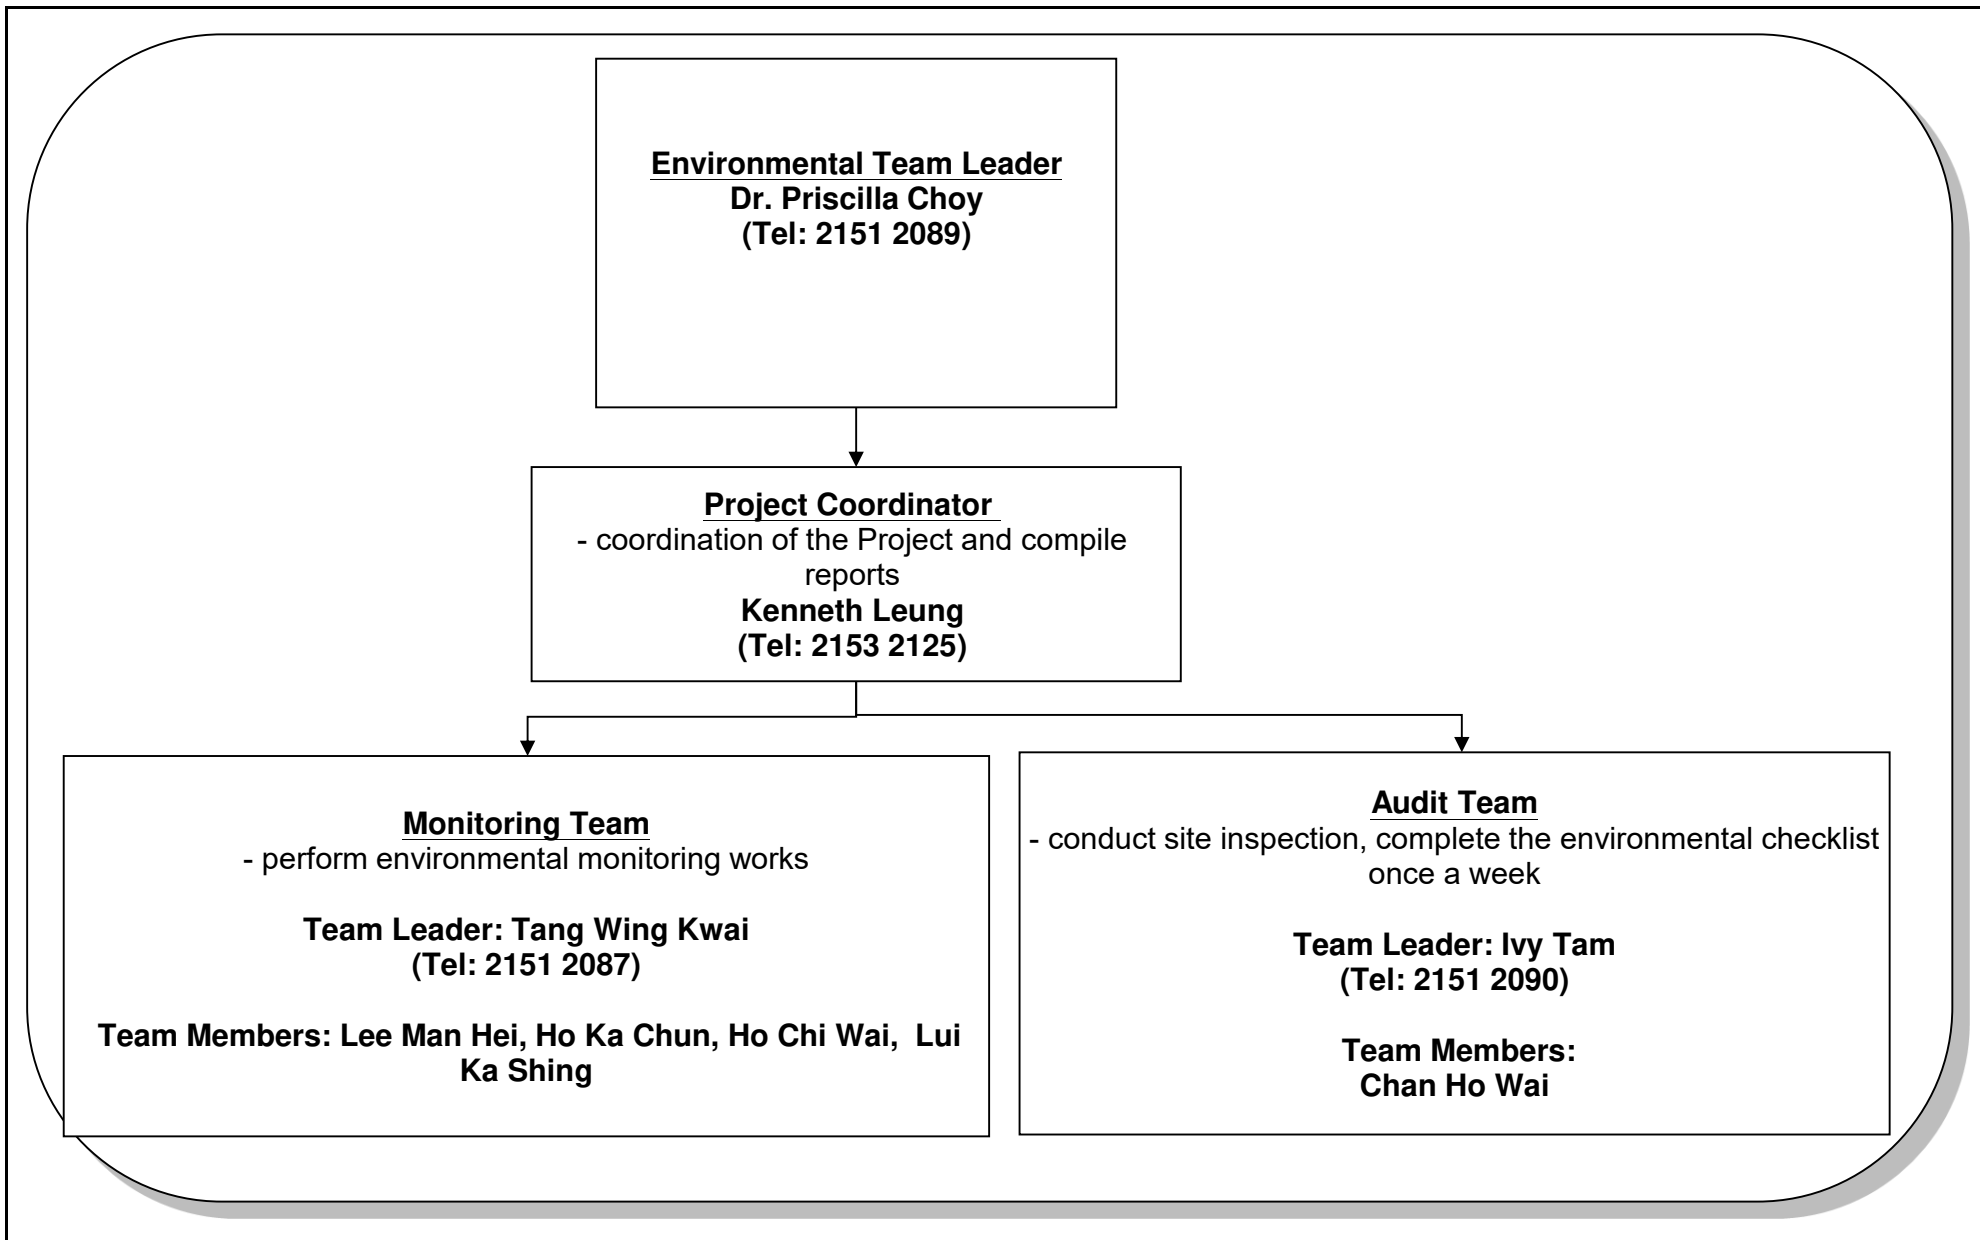 Environmental Team Leader
Dr. Priscilla Choy
(Tel: 2151 2089)
Project Coordinator
- coordination of the Project and compile
reports
Kenneth Leung
(Tel: 2153 2125)
Monitoring Team
- perform environmental monitoring works
Team Leader: Tang Wing Kwai
(Tel: 2151 2087)
Team Members: Lee Man Hei, Ho Ka Chun, Ho Chi Wai,  Lui
Ka Shing
Audit Team
- conduct site inspection, complete the environmental checklist
once a week
Team Leader: Ivy Tam
(Tel: 2151 2090)
Team Members:
Chan Ho Wai